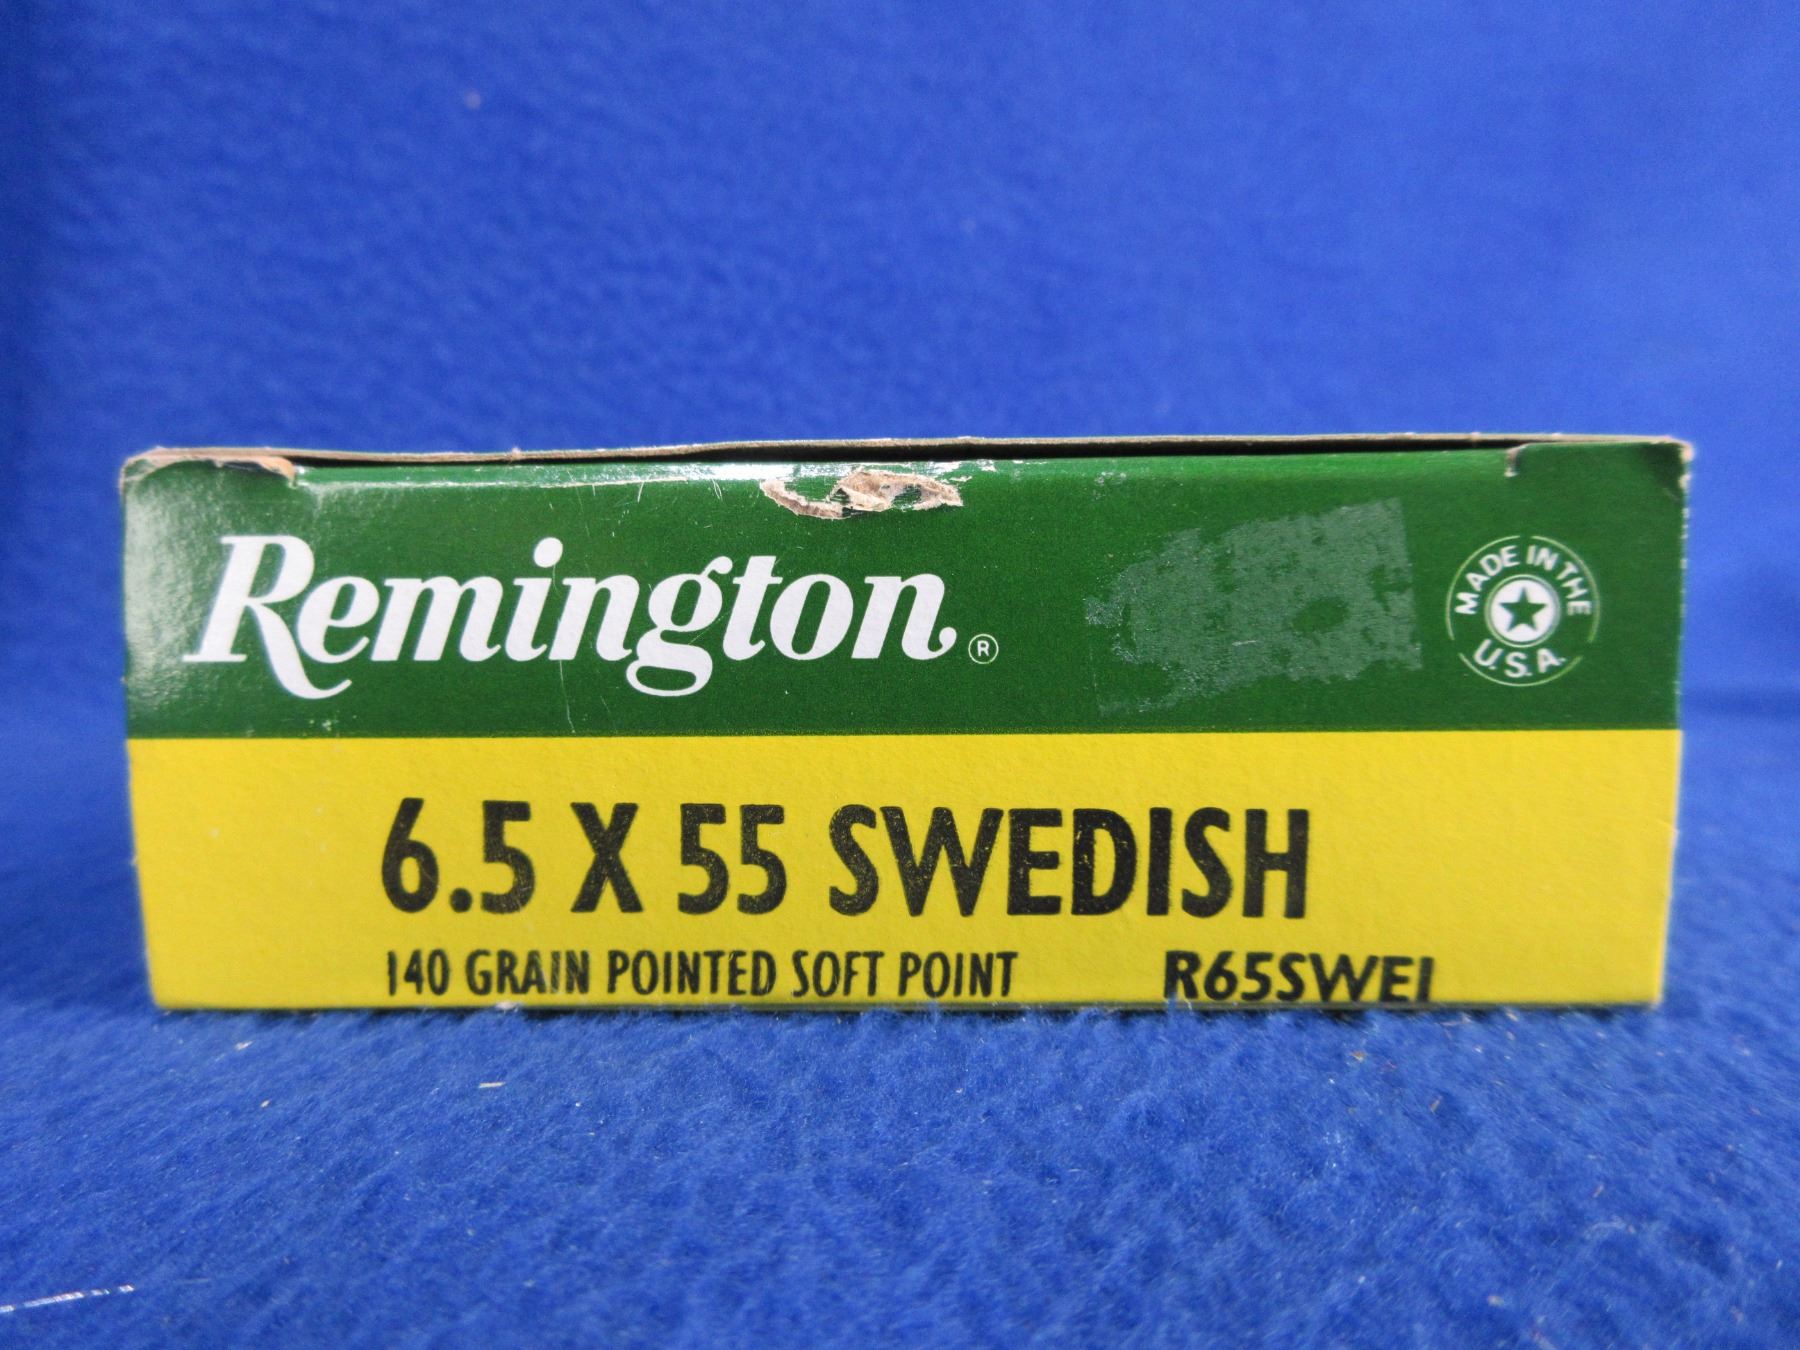 Remington®
MADE IN THE
U.S.A.
6.5 X 55 SWEDISH
140 GRAIN POINTED SOFT POINT R65SWE1